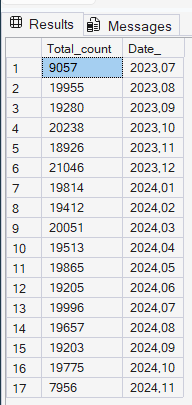 Results Messages
Total_count Date_
1 9057 2023,07
2 19955 2023,08
3 19280 2023,09
4 20238 2023,10
5 18926 2023,11
6 21046 2023,12
7 19814 2024,01
8 19412 2024,02
9 20051 2024,03
10 19513 2024,04
11 19865 2024,05
12 19205 2024,06
13 19996 2024,07
14 19657 2024,08
15 19203 2024,09
16 19775 2024,10
17 7956 2024,11